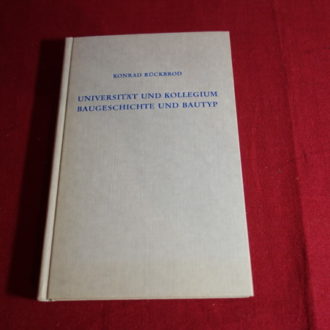 KONRAD RÜCKBROD
UNIVERSITÄT UND KOLLEGIUM
BAUGESCHICHTE UND BAUTYP